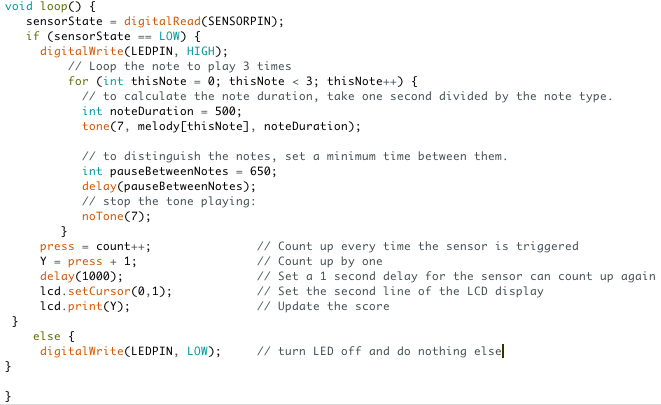 void loop() {
sensorState = digitalRead(SENSORPIN);
if (sensorState == LOW) {
digitalWrite(LEDPIN, HIGH);
// Loop the note to play 3 times
for (int thisNote = 0; thisNote < 3; thisNote++) {
// to calculate the note duration, take one second divided by the note type.
int noteDuration = 500;
tone(7, melody[thisNote], noteDuration);
// to distinguish the notes, set a minimum time between them.
int pauseBetweenNotes = 650;
delay(pauseBetweenNotes);
// stop the tone playing:
noTone(7);
}
press = count++; // Count up every time the sensor is triggered
Y = press + 1; // Count up by one
delay(1000); // Set a 1 second delay for the sensor can count up again
lcd.setCursor(0,1); // Set the second line of the LCD display
lcd.print(Y); // Update the score
}
else {
digitalWrite(LEDPIN, LOW); // turn LED off and do nothing else
}
}